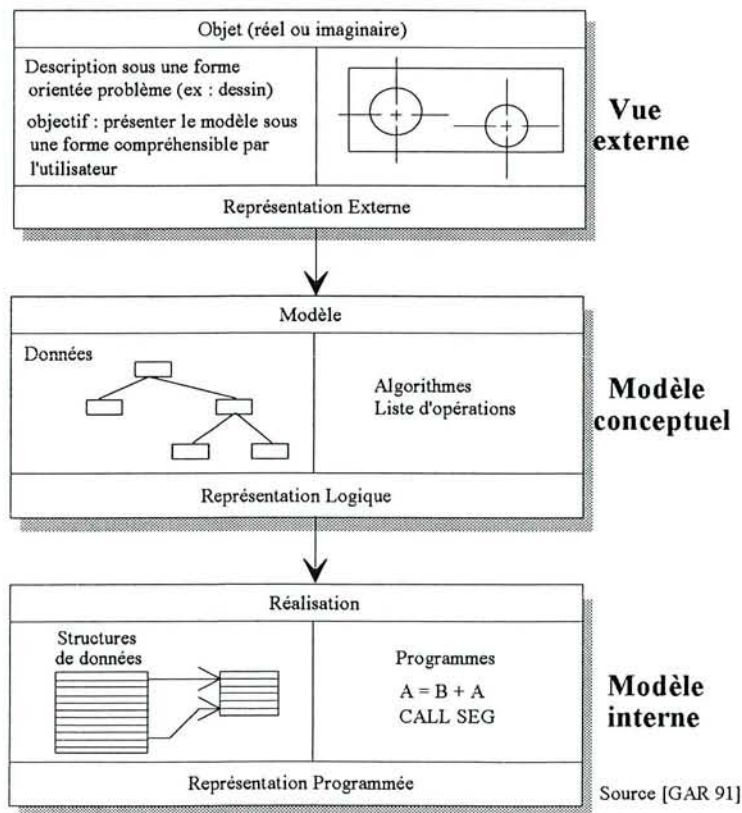 Objet (réel ou imaginaire)
Description sous une forme
orientée problème (ex : dessin)
objectif : présenter le modèle sous
une forme compréhensible par
l'utilisateur
Représentation Externe
Vue
externe
Modèle
Données
Algorithmes
Liste d'opérations
Représentation Logique
Modèle
conceptuel
Réalisation
Structures
de données
Programmes
A = B + A
CALL SEG
Représentation Programmée
Modèle
interne
Source [GAR 91]